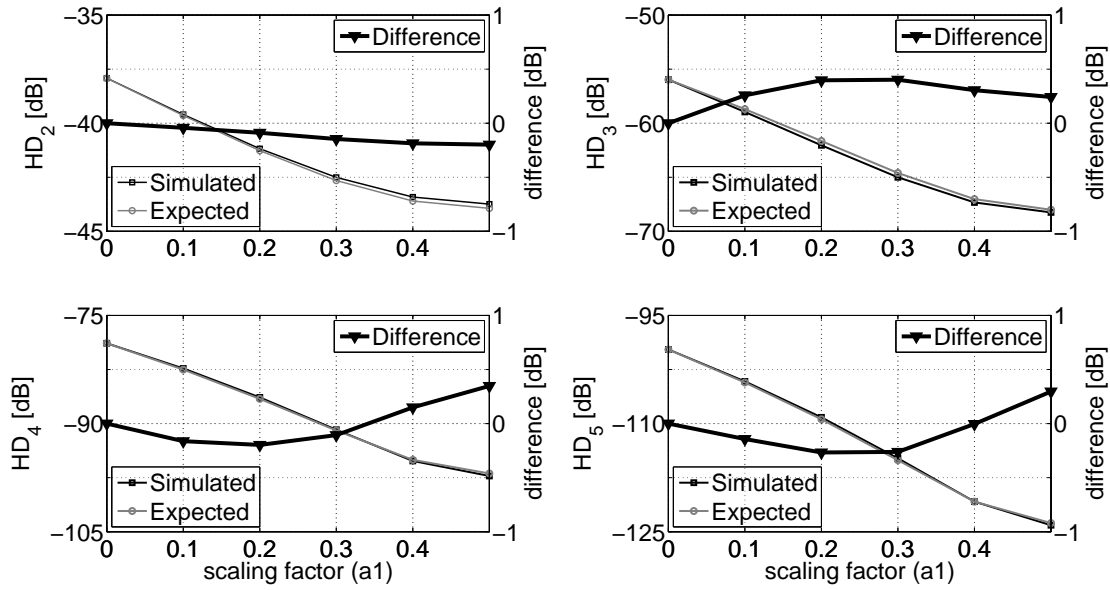 −35
1
Difference
HD2 [dB]
−40
0
difference [dB]
Simulated
Expected
−45
−1
0 0.1 0.2 0.3 0.4
−50
1
Difference
HD3 [dB]
−60
0
difference [dB]
Simulated
Expected
−70
−1
0 0.1 0.2 0.3 0.4
−75
1
Difference
HD4 [dB]
−90
0
difference [dB]
Simulated
Expected
−105
−1
0 0.1 0.2 0.3 0.4
scaling factor (a1)
−95
1
Difference
HD5 [dB]
−110
0
difference [dB]
Simulated
Expected
−125
−1
0 0.1 0.2 0.3 0.4
scaling factor (a1)